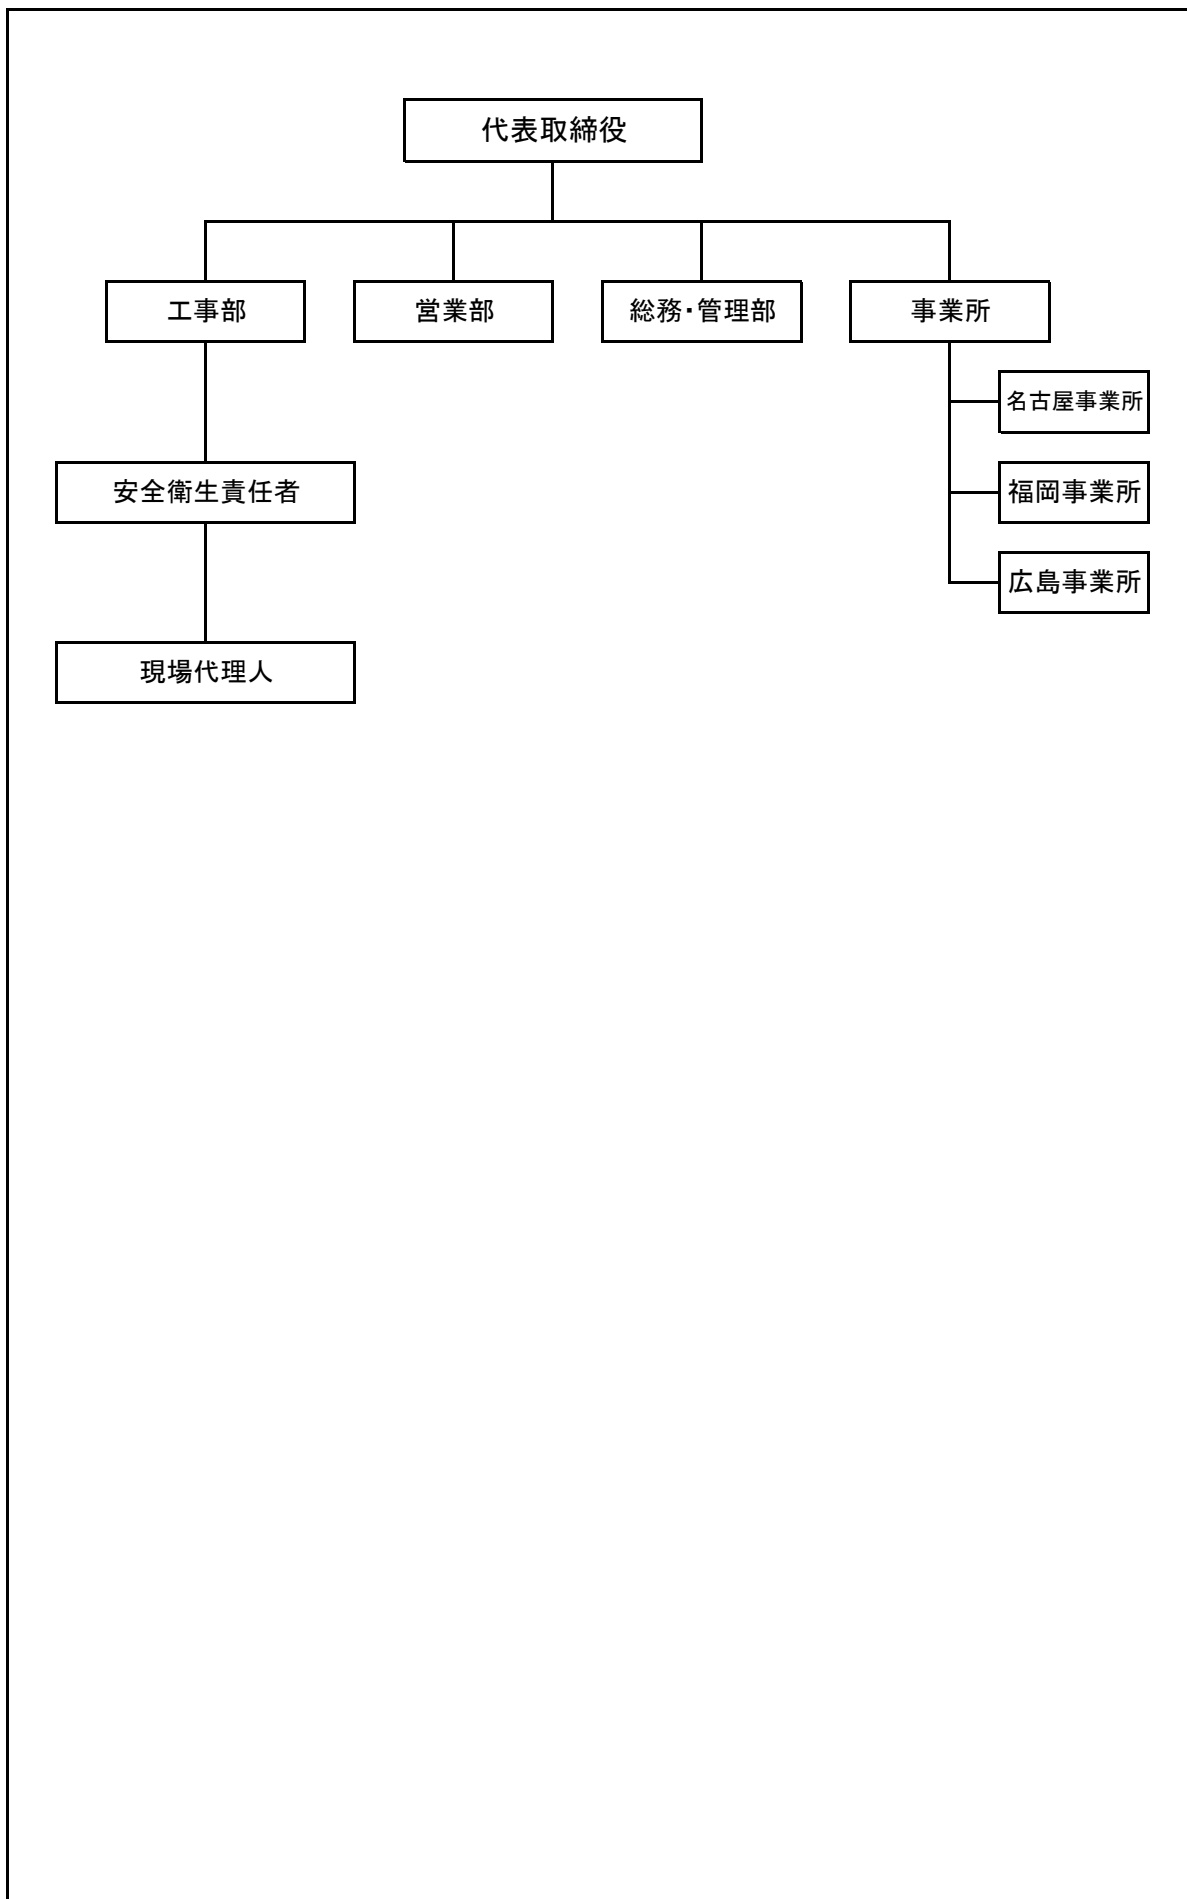 代表取締役
工事部
営業部
総務・管理部
事業所
名古屋事業所
安全衛生責任者
福岡事業所
広島事業所
現場代理人